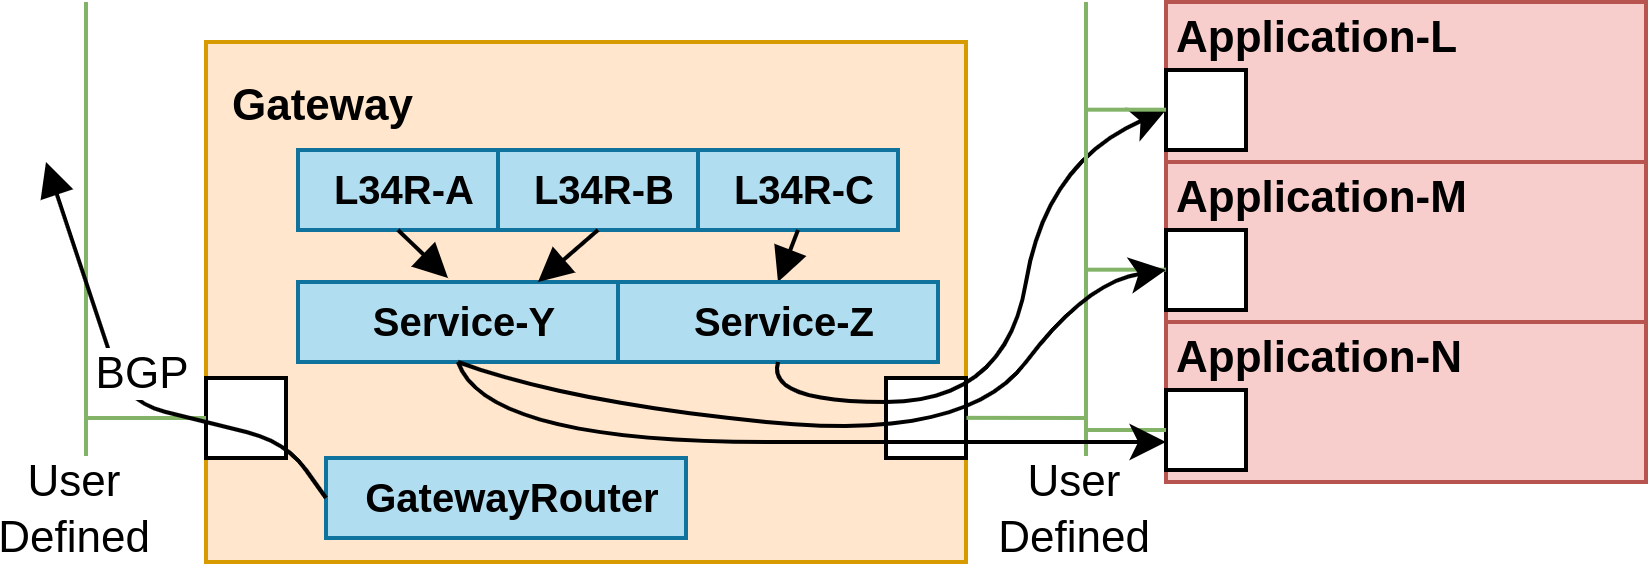 Application-L
Gateway
L34R-A L34R-B L34R-C
Application-M
Service-Y Service-Z
Application-N
BGP
User
Defined
GatewayRouter
User
Defined